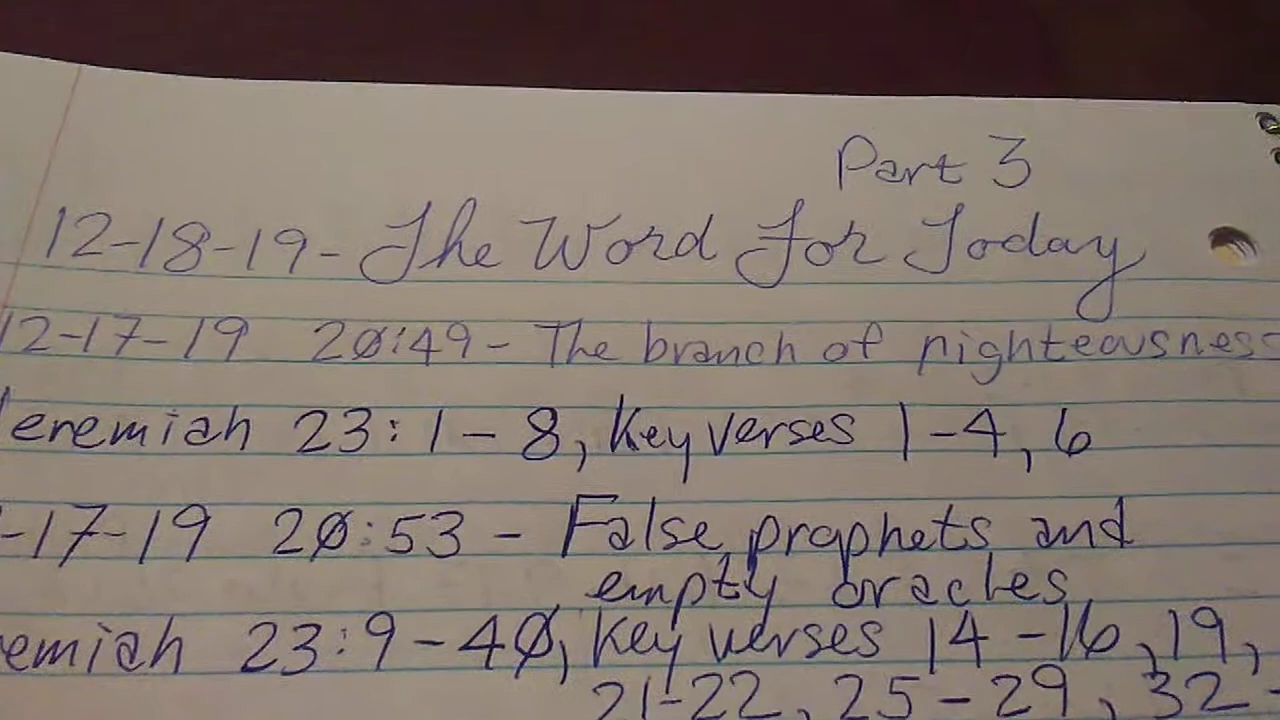 Part 3
12-18-19- The Word For Today
12-17-19 20:49 - The branch of righteousness
Jeremiah 23:1-8, Key verses 1-4, 6
-17-19 20:53 - False prophets and
empty oracles
emiah 23:9-40, Key verses 14-16, 19,
21-22, 25-29, 32-